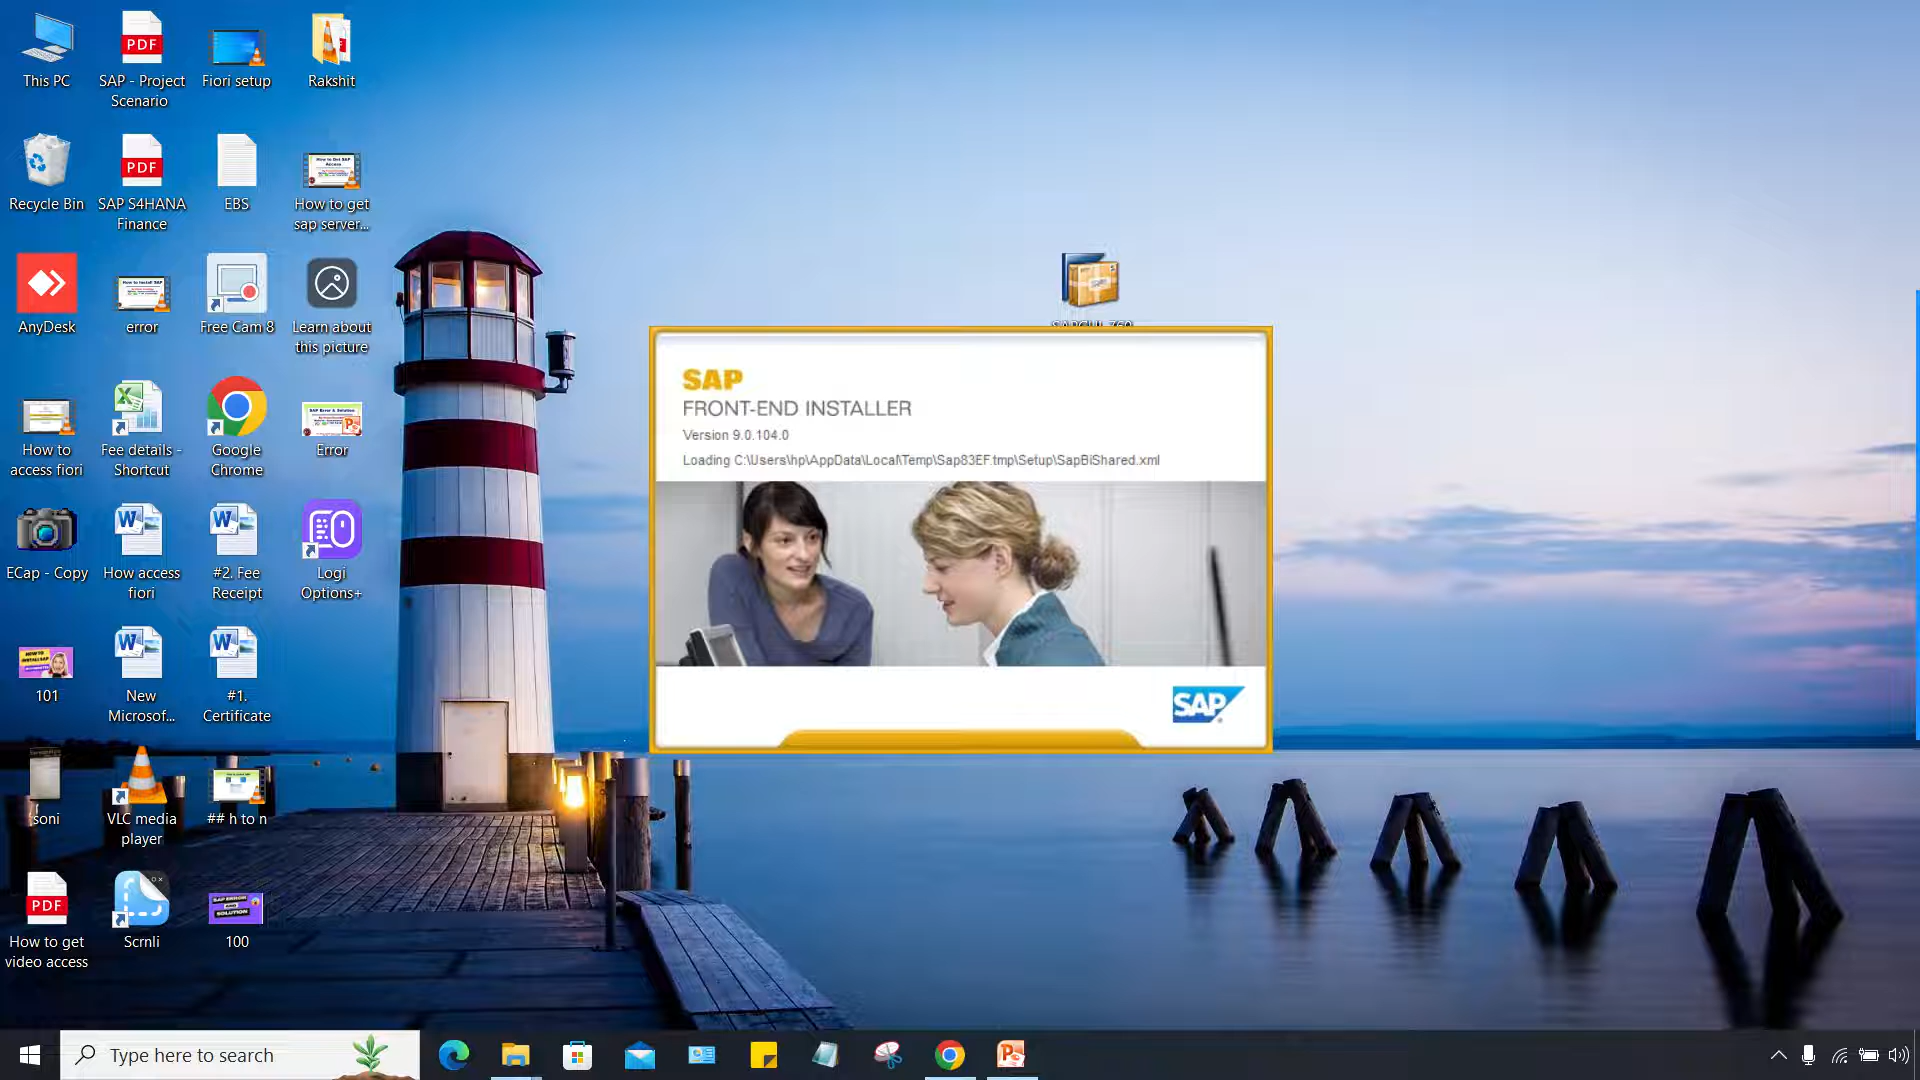 This PC
SAP - Project
Scenario
Fiori setup
Rakshit
Recycle Bin
SAP S4HANA
Finance
EBS
How to get
sap server...
AnyDesk
error
Free Cam 8
Learn about
this picture
How to
access fiori
Fee details -
Shortcut
Google
Chrome
Error
ECap - Copy
How access
fiori
#2. Fee
Receipt
Logi
Options+
101
New
Microsof...
#1.
Certificate
soni
VLC media
player
## h to n
How to get
video access
Scrnli
100
PDF
PDF
PDF
SAP
FRONT-END INSTALLER
Version 9.0.104.0
Loading C:\Users\hp\AppData\Local\Temp\Sap83EF.tmp\Setup\SapBiShared.xml
SAP
Type here to search